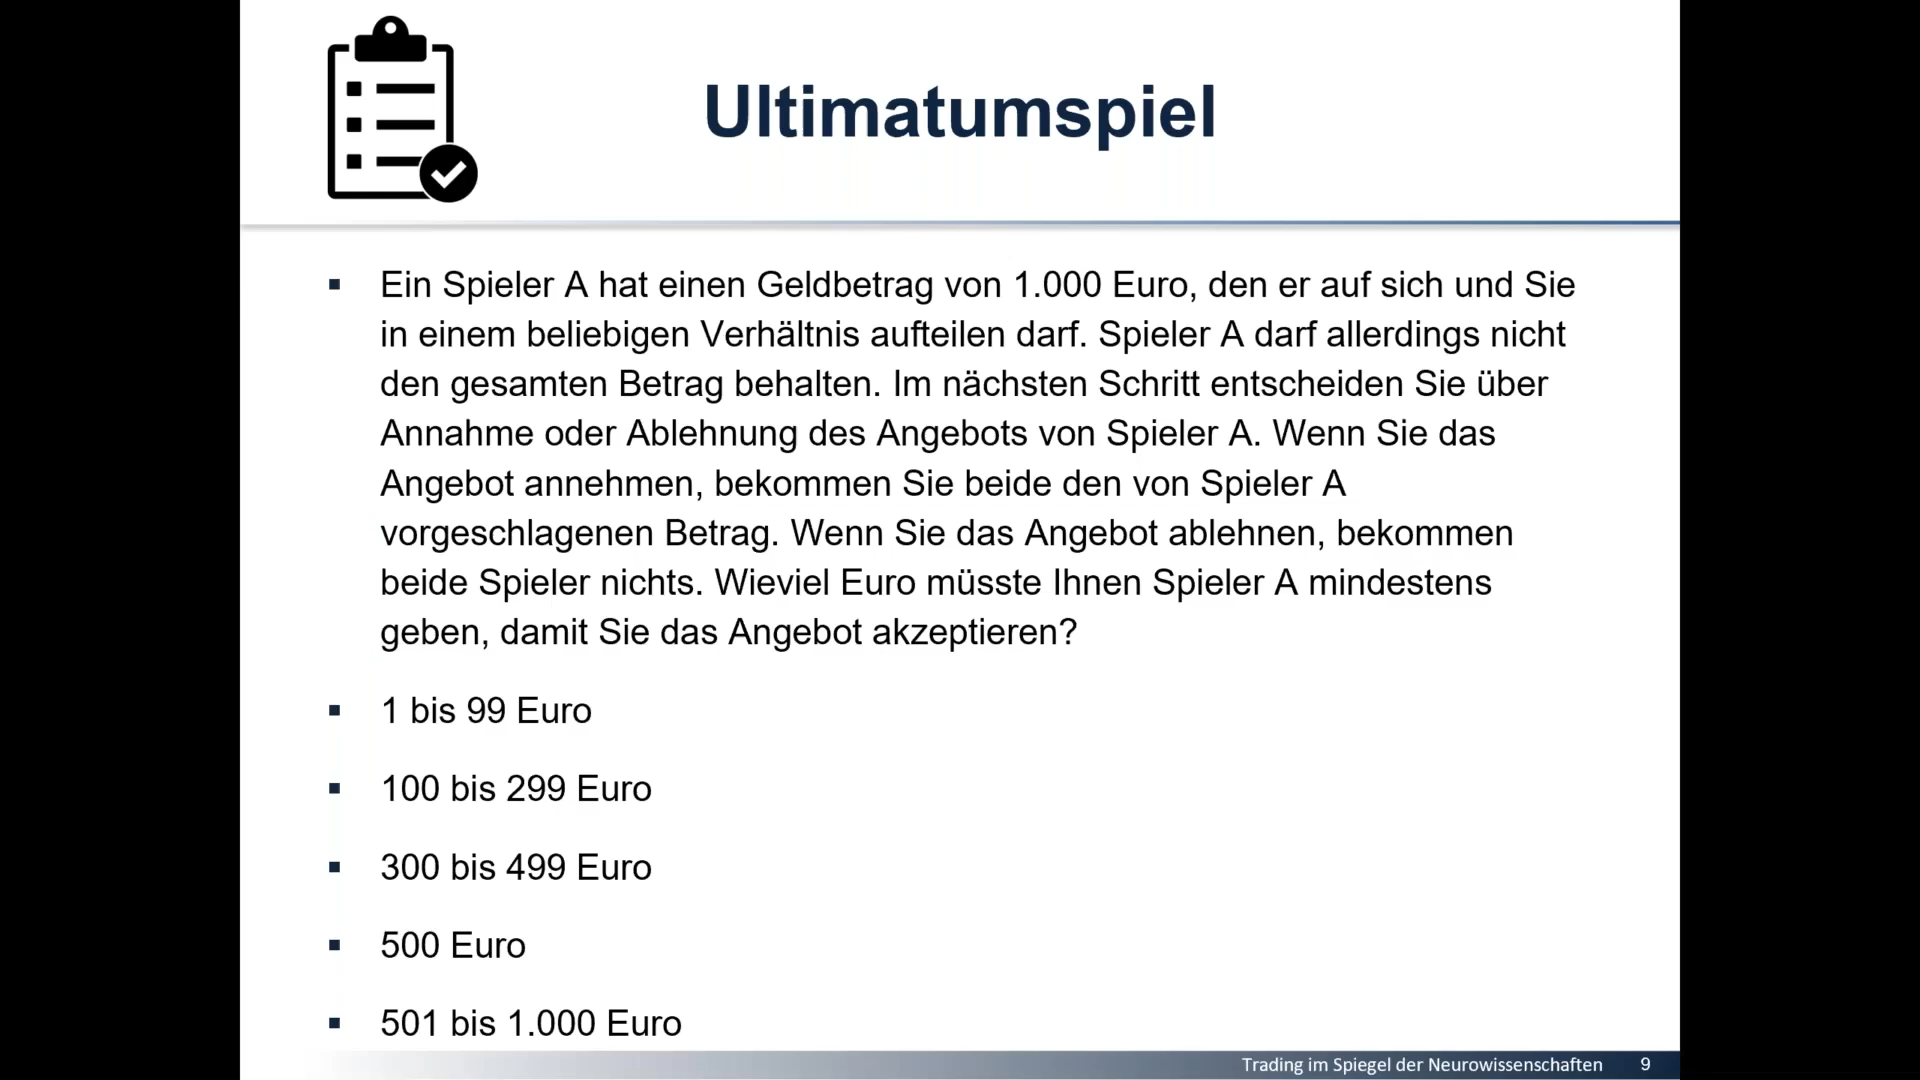 Ultimatumspiel
Ein Spieler A hat einen Geldbetrag von 1.000 Euro, den er auf sich und Sie
in einem beliebigen Verhältnis aufteilen darf. Spieler A darf allerdings nicht
den gesamten Betrag behalten. Im nächsten Schritt entscheiden Sie über
Annahme oder Ablehnung des Angebots von Spieler A. Wenn Sie das
Angebot annehmen, bekommen Sie beide den von Spieler A
vorgeschlagenen Betrag. Wenn Sie das Angebot ablehnen, bekommen
beide Spieler nichts. Wieviel Euro müsste Ihnen Spieler A mindestens
geben, damit Sie das Angebot akzeptieren?
1 bis 99 Euro
100 bis 299 Euro
300 bis 499 Euro
500 Euro
501 bis 1.000 Euro
Trading im Spiegel der Neurowissenschaften 9